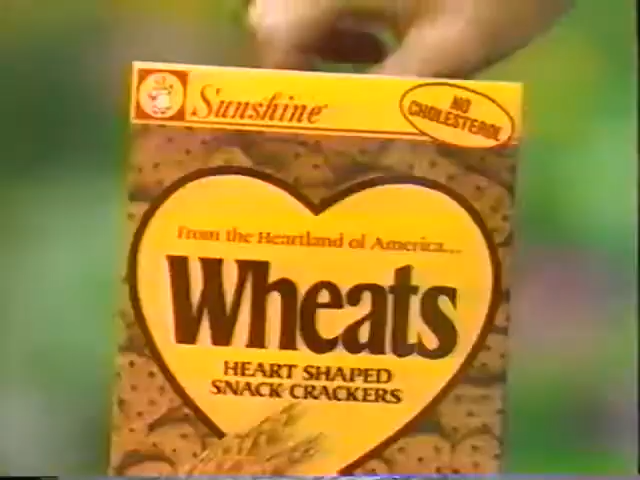 Sunshine
NO
CHOLESTEROL
From the Heartland of America...
Wheats
HEART SHAPED
SNACK CRACKERS